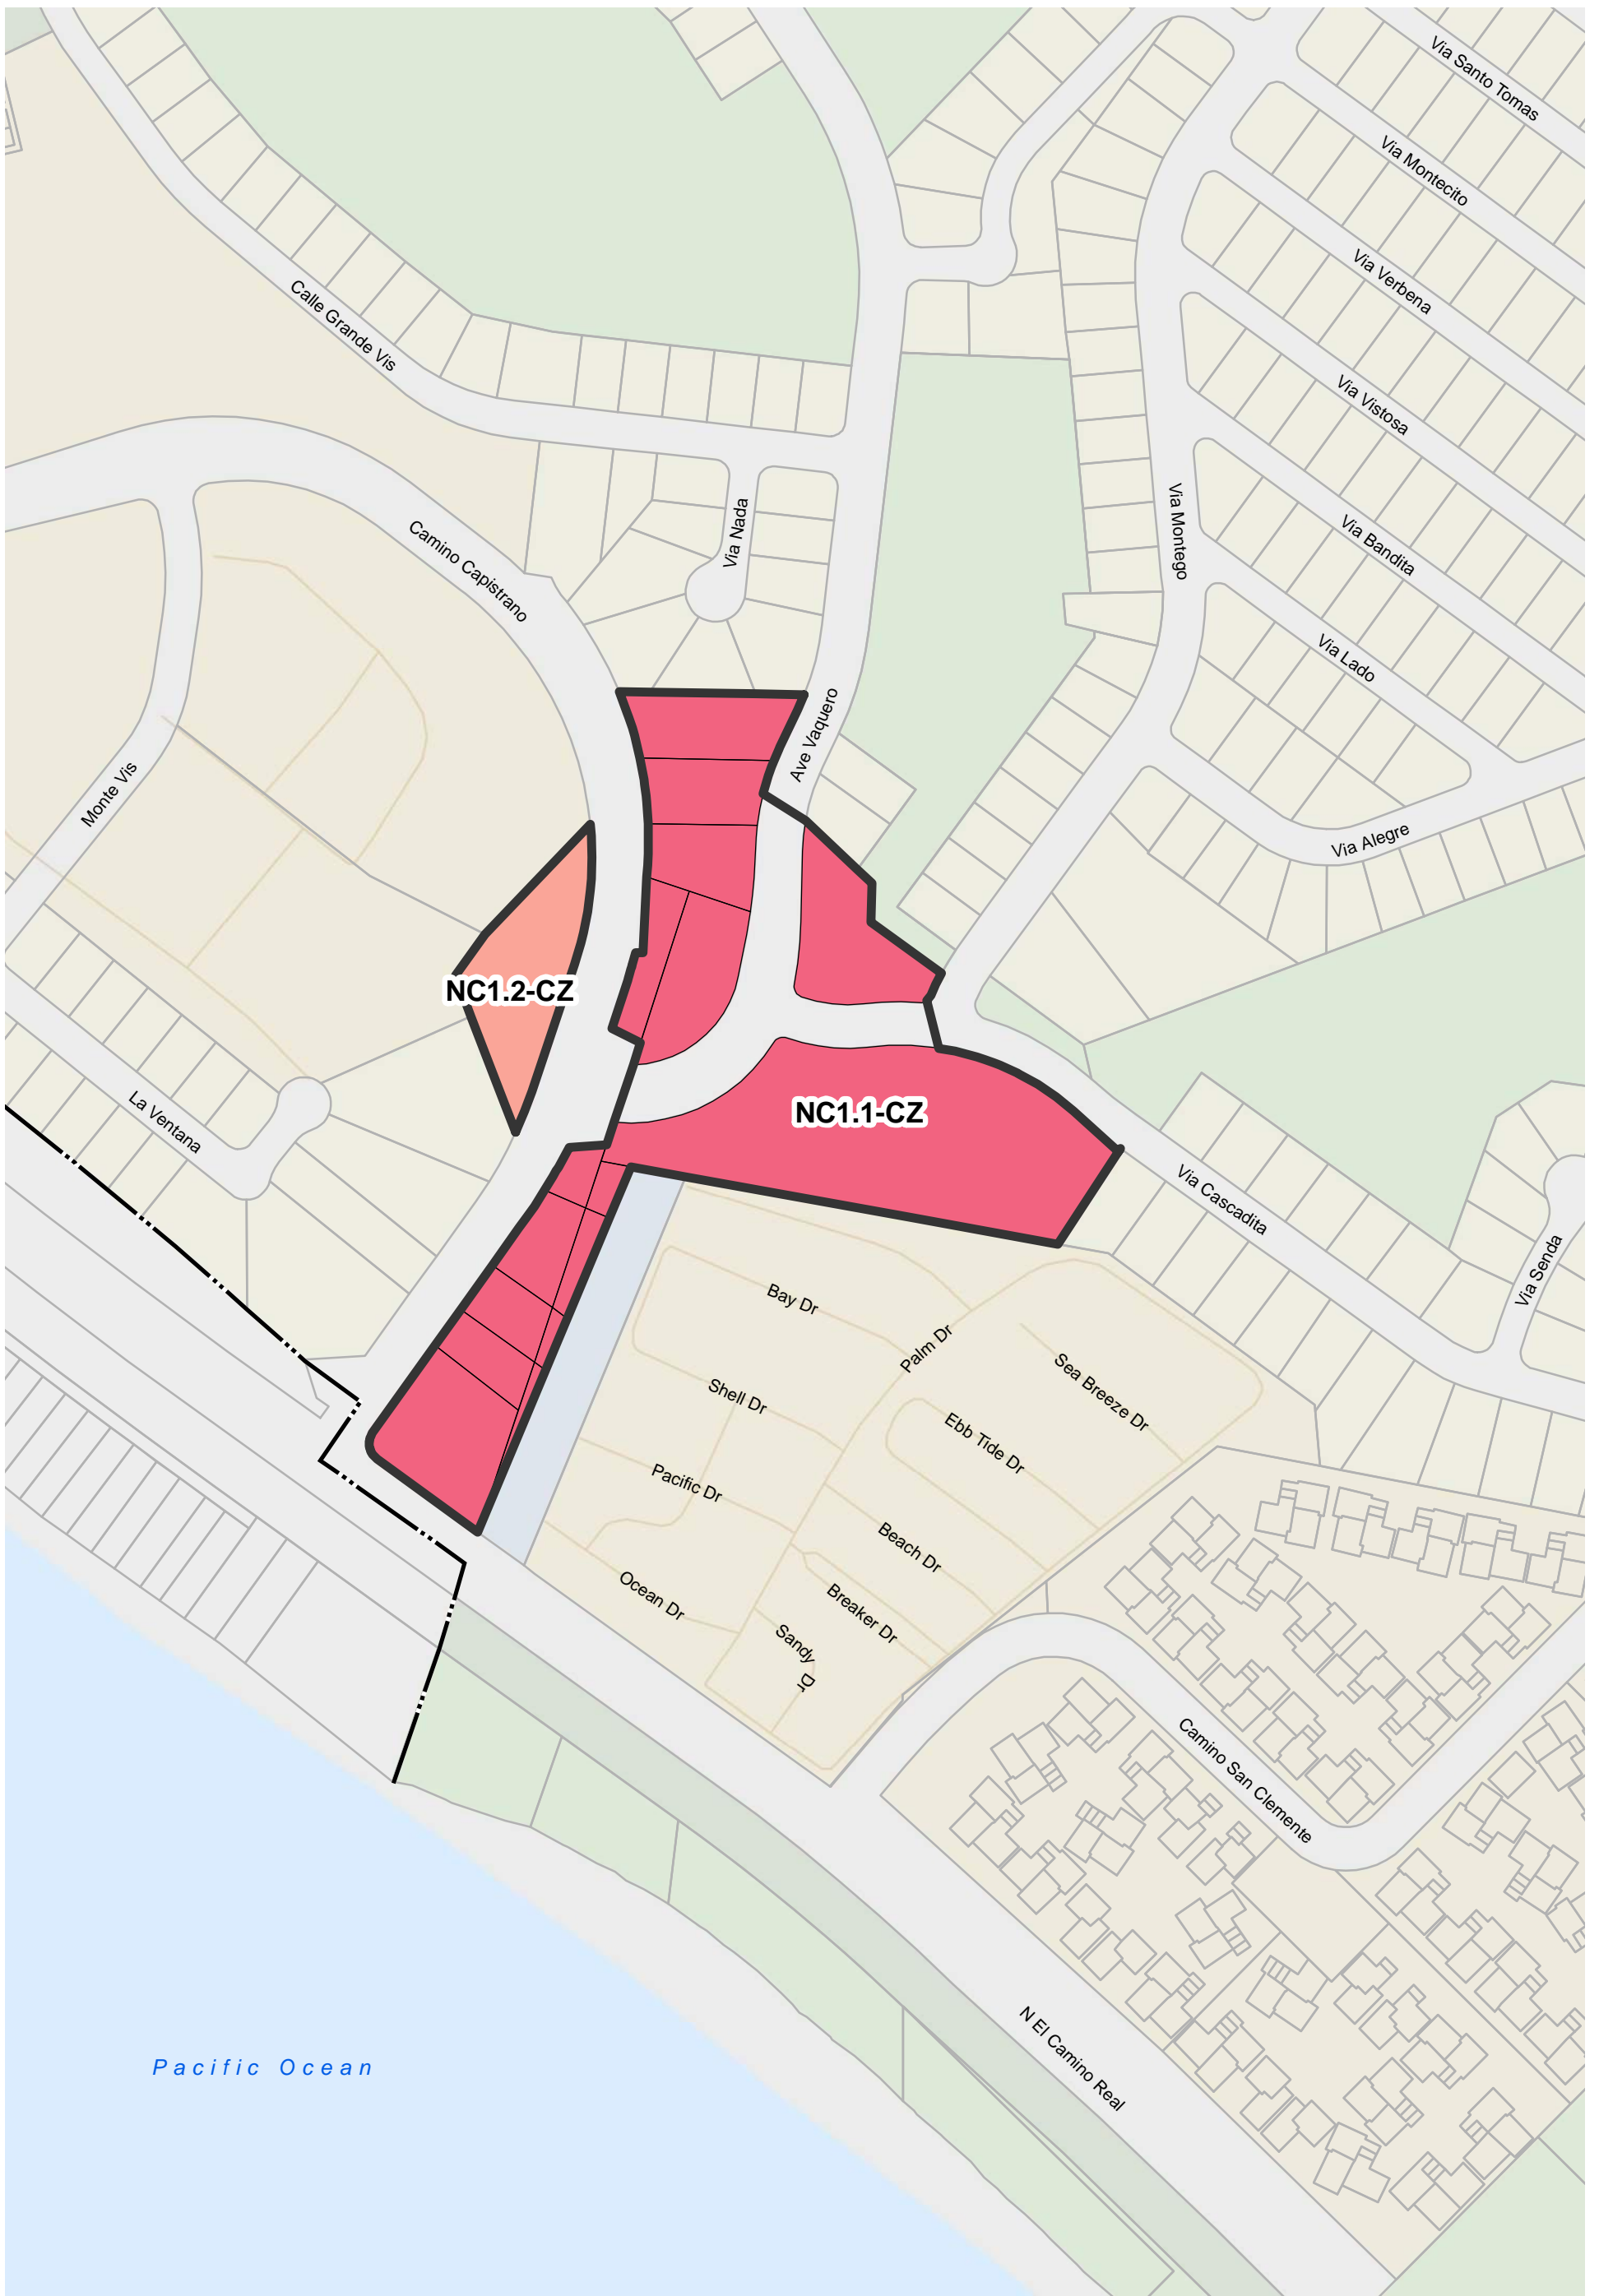 Via Santo Tomas
Via Montecito
Via Verbena
Calle Grande Vis
Via Vistosa
Via Nada
Via Montego
Via Bandita
Camino Capistrano
Via Lado
Ave Vaquero
Monte Vis
Via Alegre
NC1.2-CZ
La Ventana
NC1.1-CZ
Via Cascadita
Via Senda
Bay Dr
Palm Dr
Sea Breeze Dr
Shell Dr
Ebb Tide Dr
Pacific Dr
Beach Dr
Ocean Dr
Breaker Dr
Sandy Dr
Camino San Clemente
N El Camino Real
Pacific Ocean